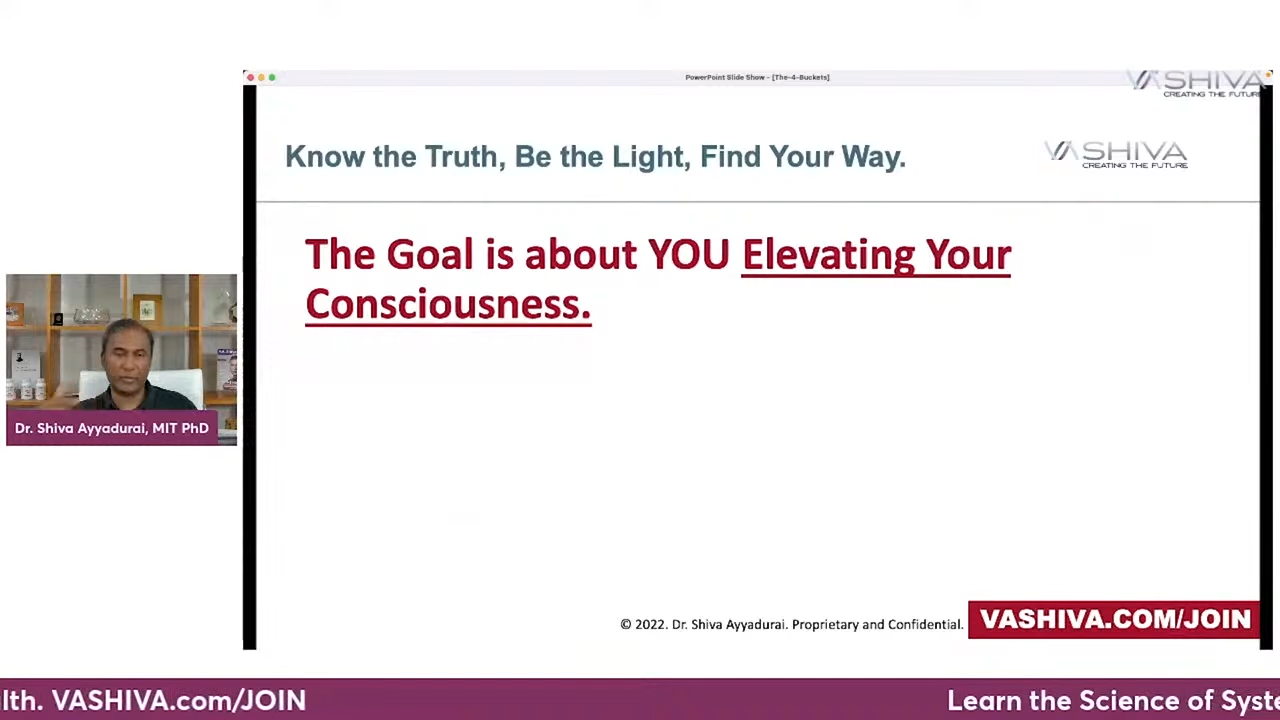 PowerPoint Slide Show - [The-4-Buckets]
VASHIVA
CREATING THE FUTURE
Know the Truth, Be the Light, Find Your Way.
VASHIVA
CREATING THE FUTURE
The Goal is about YOU Elevating Your
Consciousness.
Dr. Shiva Ayyadurai, MIT PhD
© 2022. Dr. Shiva Ayyadurai. Proprietary and Confidential.
VASHIVA.COM/JOIN
lth. VASHIVA.com/JOIN
Learn the Science of Syste